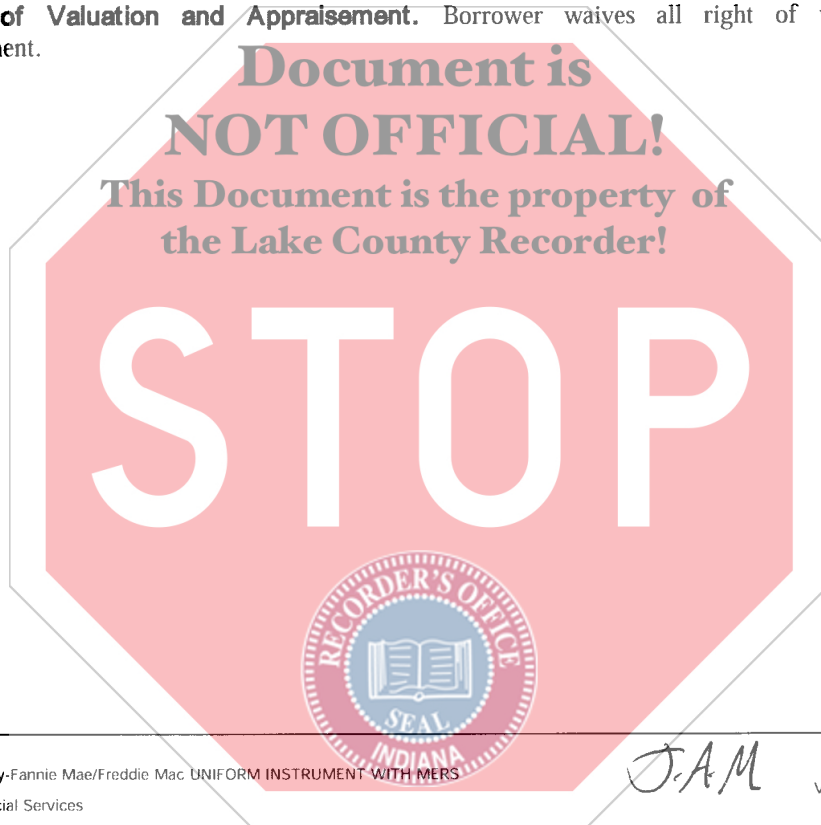 of Valuation and Appraisement. Borrower waives all right of
ent.
Document is
NOT OFFICIAL!
This Document is the property of
the Lake County Recorder!
STOP
RECORDER'S OFFICE
SEAL
INDIANA
y-Fannie Mae/Freddie Mac UNIFORM INSTRUMENT WITH MERS
J.A.M
cial Services